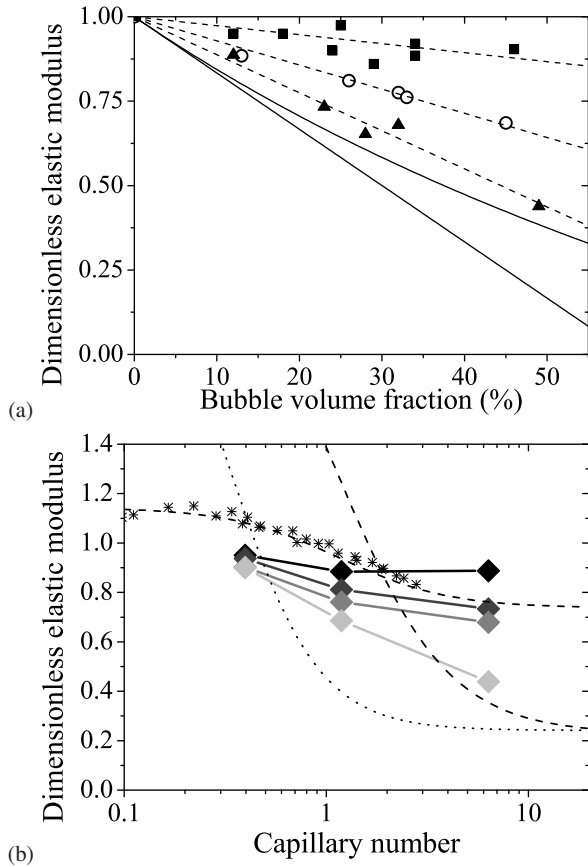 Dimensionless elastic modulus
1.00
0.75
0.50
0.25
0.00
0 10 20 30 40 50
Bubble volume fraction (%)
(a)
Dimensionless elastic modulus
1.4
1.2
1.0
0.8
0.6
0.4
0.2
0.0
0.1 1 10
Capillary number
(b)